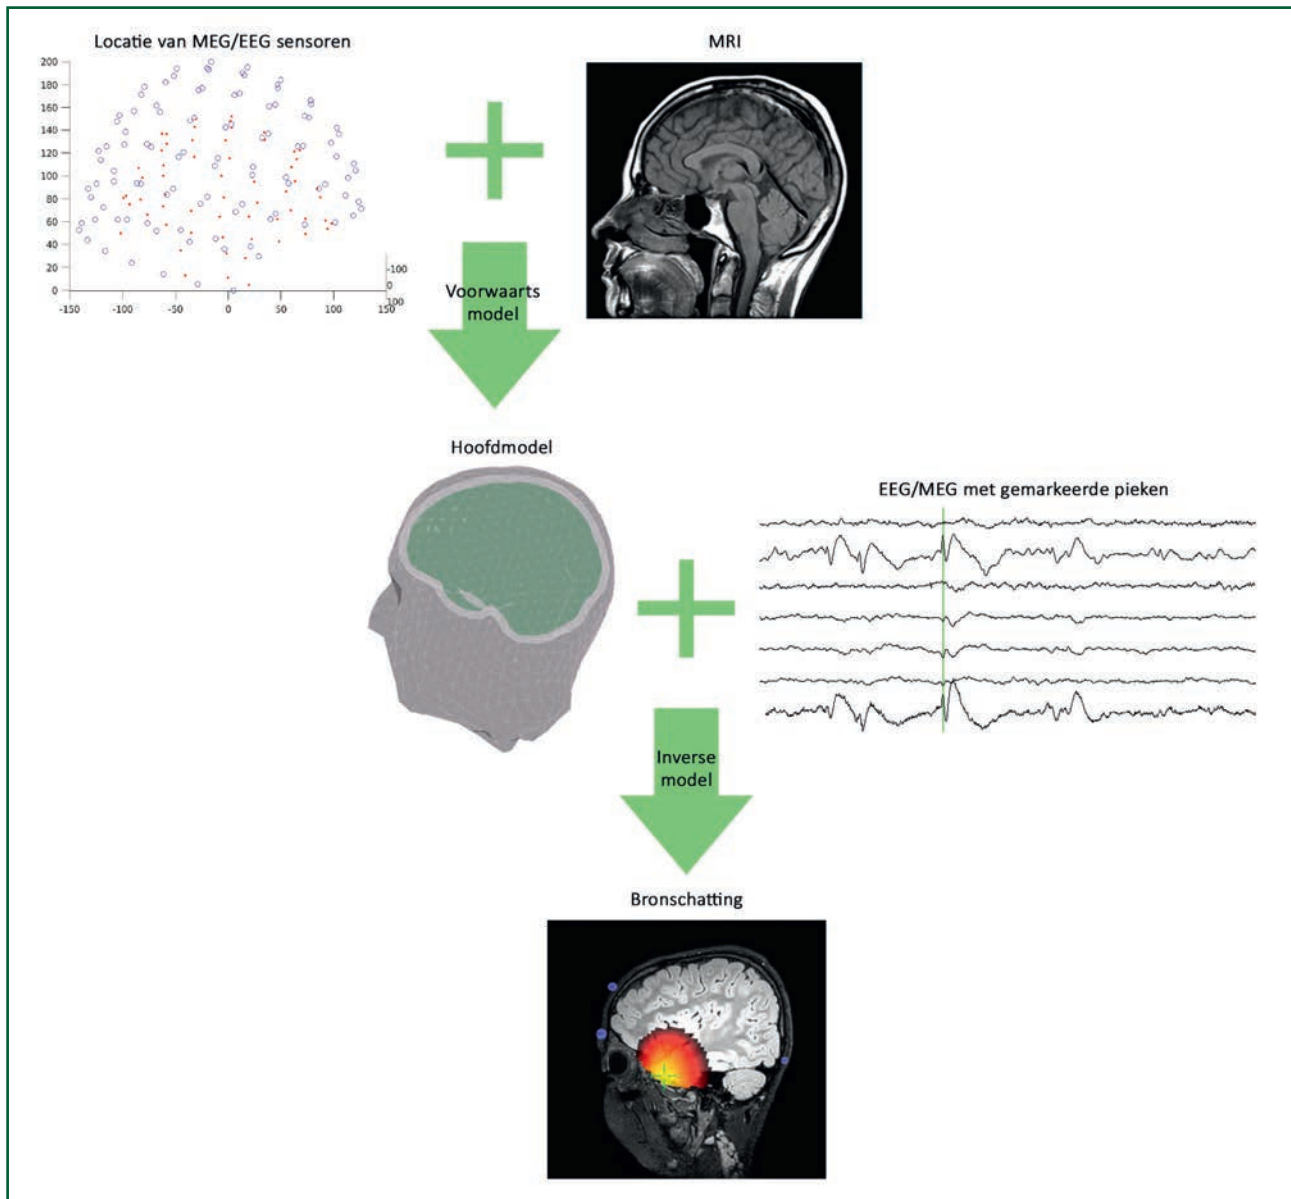 Locatie van MEG/EEG sensoren
MRI
200
180
160
140
120
100
80
60
40
20
0
-150
-100
-50
0
50
100
150
-100
0
100
Voorwaarts
model
Hoofdmodel
EEG/MEG met gemarkeerde pieken
Inverse
model
Bronschatting